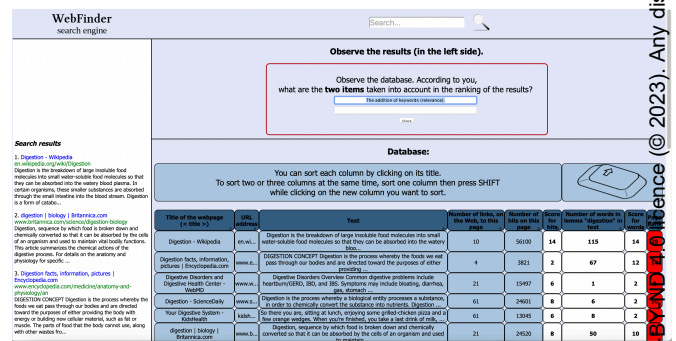 WebFinder
search engine
Search...
Observe the results (in the left side).
Observe the database. According to you,
what are the two items taken into account in the ranking of the results?
The addition of keywords (relevance).
Check
Search results
1. Digestion - Wikipedia
en.wikipedia.org/wiki/Digestion
Digestion is the breakdown of large insoluble food
molecules into small water-soluble food molecules so that
they can be absorbed into the watery blood plasma. In
certain organisms, these smaller substances are absorbed
through the small intestine into the blood stream. Digestion
is a form of catabo...
2. digestion | biology | Britannica.com
www.britannica.com/science/digestion-biology
Digestion, sequence by which food is broken down and
chemically converted so that it can be absorbed by the cells
of an organism and used to maintain vital bodily functions.
This article summarizes the chemical actions of the
digestive process. For details on the anatomy and
physiology for specific ...
3. Digestion facts, information, pictures |
Encyclopedia.com
www.encyclopedia.com/medicine/anatomy-and-
physiology/an
DIGESTION CONCEPT Digestion is the process whereby the
foods we eat pass through our bodies and are directed
toward the purposes of either providing the body with
energy or building new cellular material, such as fat or
muscle. The parts of food that the body cannot use, along
with other wastes fro...
Database:
You can sort each column by clicking on its title.
To sort two or three columns at the same time, sort one column then press SHIFT
while clicking on the new column you want to sort.
Title of the webpage (< title >) URL address Text Number of links, on the Web, to this page Number of hits on this page Score for hits Number of words in lemma "digestion" in text Score for words
Digestion - Wikipedia en.wi... Digestion is the breakdown of large insoluble food molecules into small water-soluble food molecules so that they can be absorbed into the watery bloo... 10 56100 14 115 14
Digestion facts, information, pictures | Encyclopedia.com www.e... DIGESTION CONCEPT Digestion is the process whereby the foods we eat pass through our bodies and are directed toward the purposes of either providing ... 4 3821 2 67 12
Digestive Disorders and Digestive Health Center - WebMD www.w... Digestive Disorders Overview Common digestive problems include heartburn/GERD, IBD, and IBS. Symptoms may include bloating, diarrhea, gas, stomach ... 21 15497 6 1 2
Digestion - ScienceDaily www.s... Digestion is the process whereby a biological entity processes a substance, in order to chemically convert the substance into nutrients. Digestion ... 61 24601 8 6 2
Your Digestive System - KidsHealth kidsh... So there you are, sitting at lunch, enjoying some grilled-chicken pizza and a few orange wedges. When you're finished, you take a last drink of milk, ... 61 13045 6 8 2
digestion | biology | Britannica.com www.b... Digestion, sequence by which food is broken down and chemically converted so that it can be absorbed by the cells of an organism and used to maintain 21 24520 8 50 10
BY-ND 4.0 licence (© 2023). Any dis